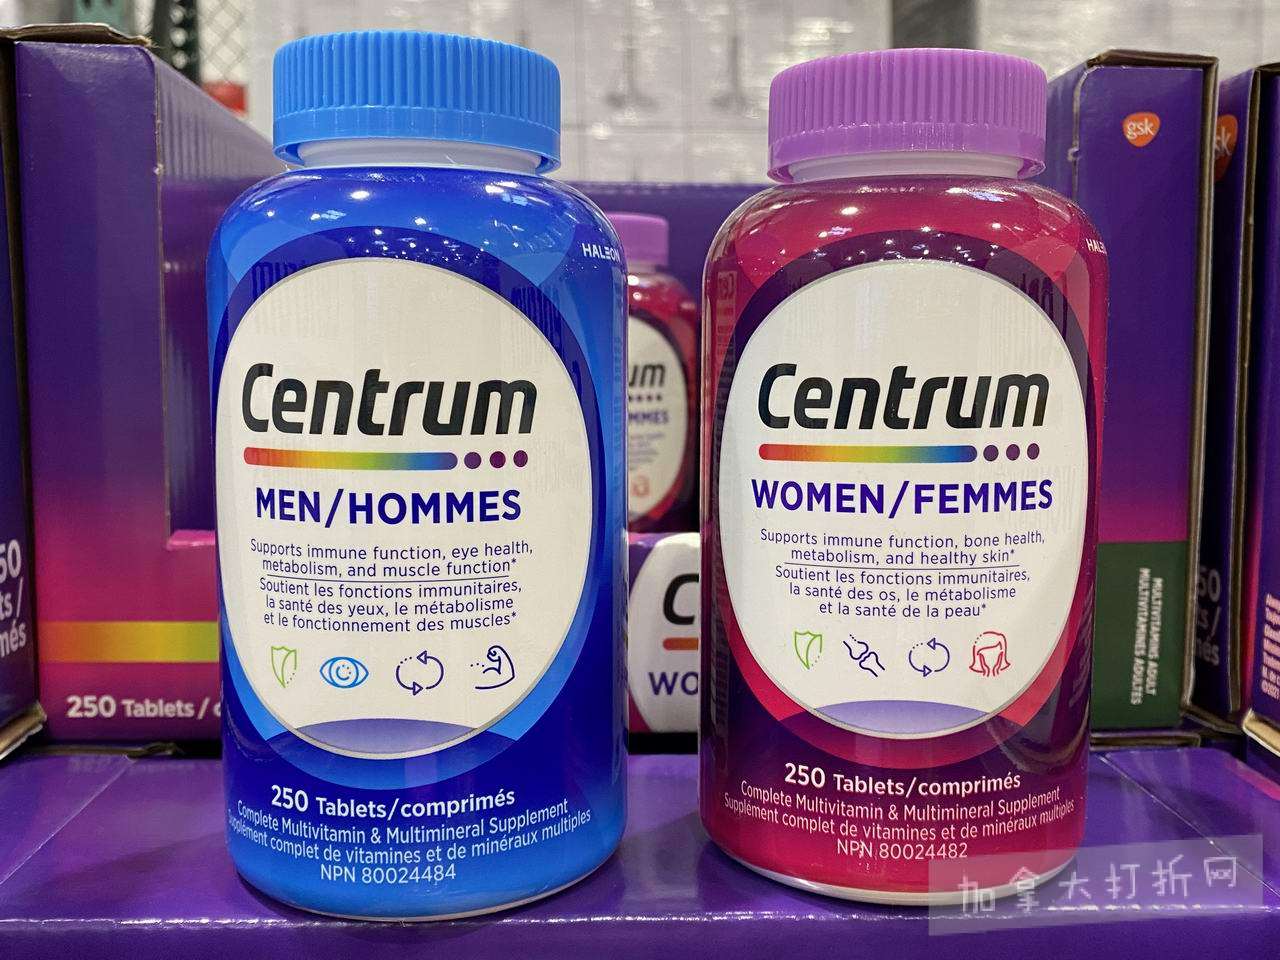 HALEON
Centrum
MEN/HOMMES
Supports immune function, eye health,
metabolism, and muscle function*
Soutient les fonctions immunitaires,
la santé des yeux, le métabolisme
et le fonctionnement des muscles*
250 Tablets/comprimés
Complete Multivitamin & Multimineral Supplement
Supplément complet de vitamines et de minéraux multiples
NPN 80024484
Centrum
WOMEN/FEMMES
Supports immune function, bone health,
metabolism, and healthy skin*
Soutient les fonctions immunitaires,
la santé des os, le métabolisme
et la santé de la peau*
250 Tablets/comprimés
Complete Multivitamin & Multimineral Supplement
Supplément complet de vitamines et de minéraux multiples
NPN 80024482
gsk
MULTIVITAMINS ADULT
MULTIVITAMINES ADULTES
250 Tablets /
加拿大打折网